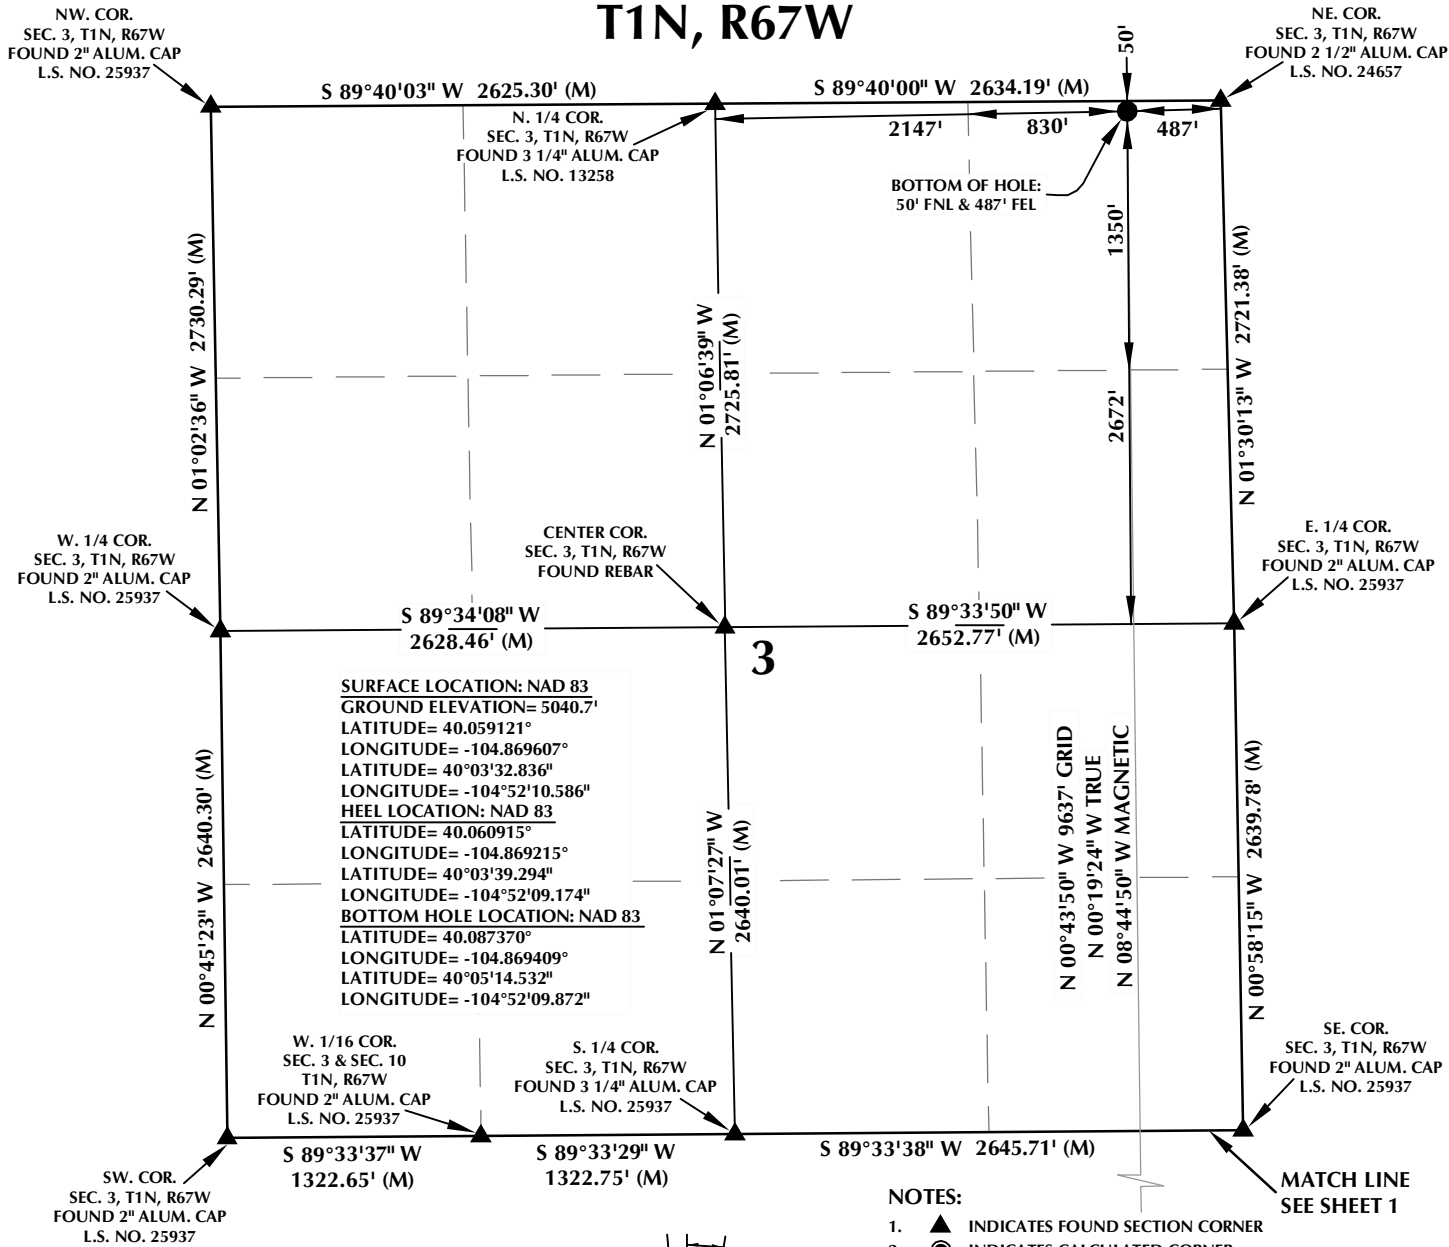 T1N, R67W
NW. COR.
SEC. 3, T1N, R67W
FOUND 2" ALUM. CAP
L.S. NO. 25937
NE. COR.
SEC. 3, T1N, R67W
FOUND 2 1/2" ALUM. CAP
L.S. NO. 24657
50'
S 89°40'03" W 2625.30' (M)
S 89°40'00" W 2634.19' (M)
N. 1/4 COR.
SEC. 3, T1N, R67W
FOUND 3 1/4" ALUM. CAP
L.S. NO. 13258
2147'
830'
487'
BOTTOM OF HOLE:
50' FNL & 487' FEL
1350'
2672'
N 01°02'36" W 2730.29' (M)
N 01°06'39" W
2725.81' (M)
N 01°30'13" W 2721.38' (M)
W. 1/4 COR.
SEC. 3, T1N, R67W
FOUND 2" ALUM. CAP
L.S. NO. 25937
CENTER COR.
SEC. 3, T1N, R67W
FOUND REBAR
E. 1/4 COR.
SEC. 3, T1N, R67W
FOUND 2" ALUM. CAP
L.S. NO. 25937
S 89°34'08" W
2628.46' (M)
S 89°33'50" W
2652.77' (M)
3
SURFACE LOCATION: NAD 83
GROUND ELEVATION= 5040.7'
LATITUDE= 40.059121°
LONGITUDE= -104.869607°
LATITUDE= 40°03'32.836"
LONGITUDE= -104°52'10.586"
HEEL LOCATION: NAD 83
LATITUDE= 40.060915°
LONGITUDE= -104.869215°
LATITUDE= 40°03'39.294"
LONGITUDE= -104°52'09.174"
BOTTOM HOLE LOCATION: NAD 83
LATITUDE= 40.087370°
LONGITUDE= -104.869409°
LATITUDE= 40°05'14.532"
LONGITUDE= -104°52'09.872"
N 00°45'23" W 2640.30' (M)
N 01°07'27" W
2640.01' (M)
N 00°43'50" W 9637' GRID
N 00°19'24" W TRUE
N 08°44'50" W MAGNETIC
N 00°58'15" W 2639.78' (M)
W. 1/16 COR.
SEC. 3 & SEC. 10
T1N, R67W
FOUND 2" ALUM. CAP
L.S. NO. 25937
S. 1/4 COR.
SEC. 3, T1N, R67W
FOUND 3 1/4" ALUM. CAP
L.S. NO. 25937
SE. COR.
SEC. 3, T1N, R67W
FOUND 2" ALUM. CAP
L.S. NO. 25937
S 89°33'37" W
1322.65' (M)
S 89°33'29" W
1322.75' (M)
S 89°33'38" W 2645.71' (M)
SW. COR.
SEC. 3, T1N, R67W
FOUND 2" ALUM. CAP
L.S. NO. 25937
MATCH LINE
SEE SHEET 1
NOTES:
1. INDICATES FOUND SECTION CORNER
INDICATES CALCULATED CORNER